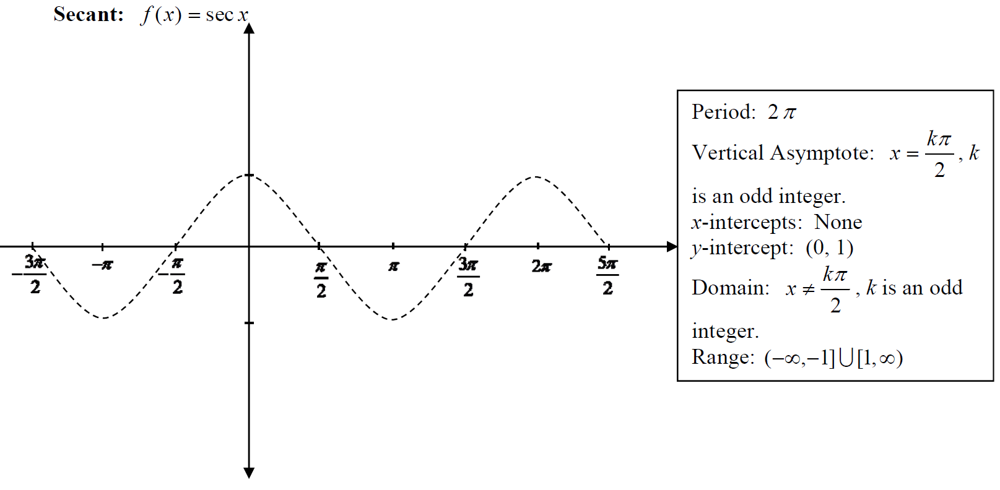 Secant: f(x) = sec x
Period: 2π
Vertical Asymptote: x = kπ/2, k
is an odd integer.
x-intercepts: None
y-intercept: (0, 1)
Domain: x ≠ kπ/2, k is an odd
integer.
Range: (−∞,−1]∪[1,∞)
−3π/2 −π −π/2 π/2 π 3π/2 2π 5π/2